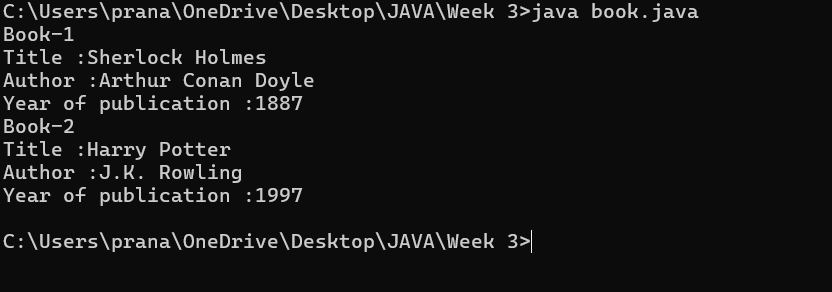 C:\Users\prana\OneDrive\Desktop\JAVA\Week 3>java book.java
Book-1
Title :Sherlock Holmes
Author :Arthur Conan Doyle
Year of publication :1887
Book-2
Title :Harry Potter
Author :J.K. Rowling
Year of publication :1997
C:\Users\prana\OneDrive\Desktop\JAVA\Week 3>